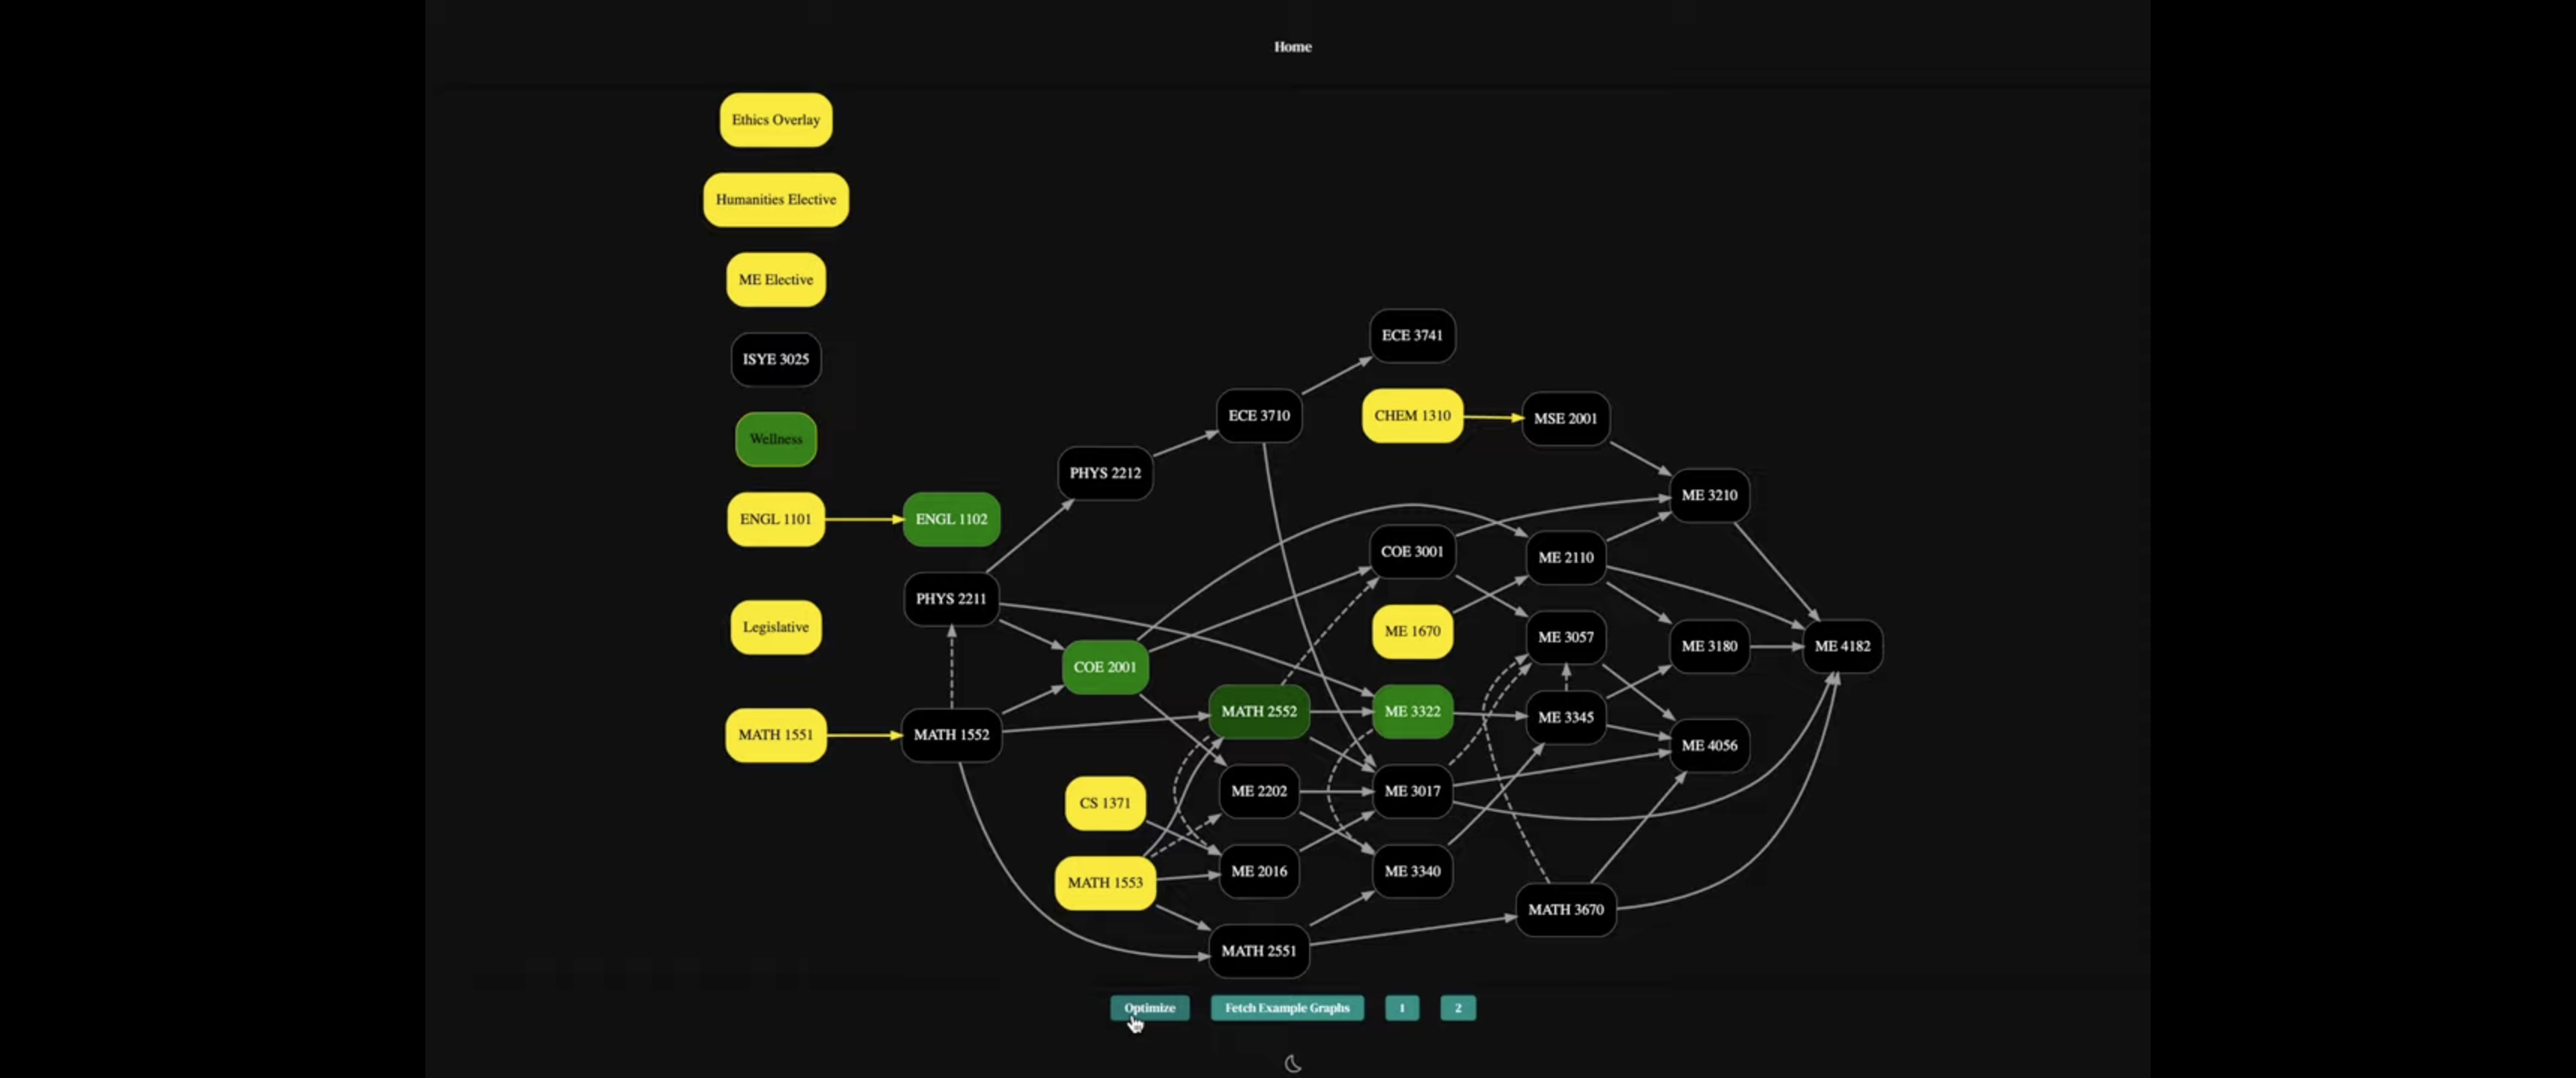 Home
Ethics Overlay
Humanities Elective
ME Elective
ISYE 3025
Wellness
ENGL 1101
ENGL 1102
Legislative
MATH 1551
MATH 1552
PHYS 2211
PHYS 2212
COE 2001
CS 1371
MATH 1553
ECE 3710
MATH 2552
ME 2202
ME 2016
MATH 2551
ECE 3741
CHEM 1310
COE 3001
ME 1670
ME 3322
ME 3017
ME 3340
MSE 2001
ME 2110
ME 3057
ME 3345
MATH 3670
ME 3210
ME 3180
ME 4056
ME 4182
Optimize
Fetch Example Graphs
1
2